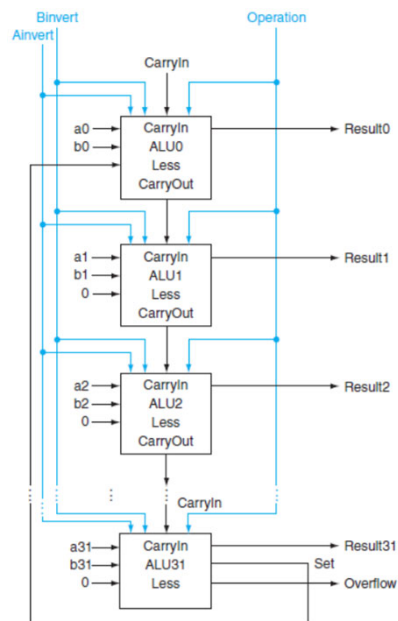 Binvert
Ainvert
Operation
CarryIn
a0
b0
CarryIn
ALU0
Less
CarryOut
Result0
a1
b1
0
CarryIn
ALU1
Less
CarryOut
Result1
a2
b2
0
CarryIn
ALU2
Less
CarryOut
Result2
CarryIn
a31
b31
0
CarryIn
ALU31
Less
Result31
Set
Overflow